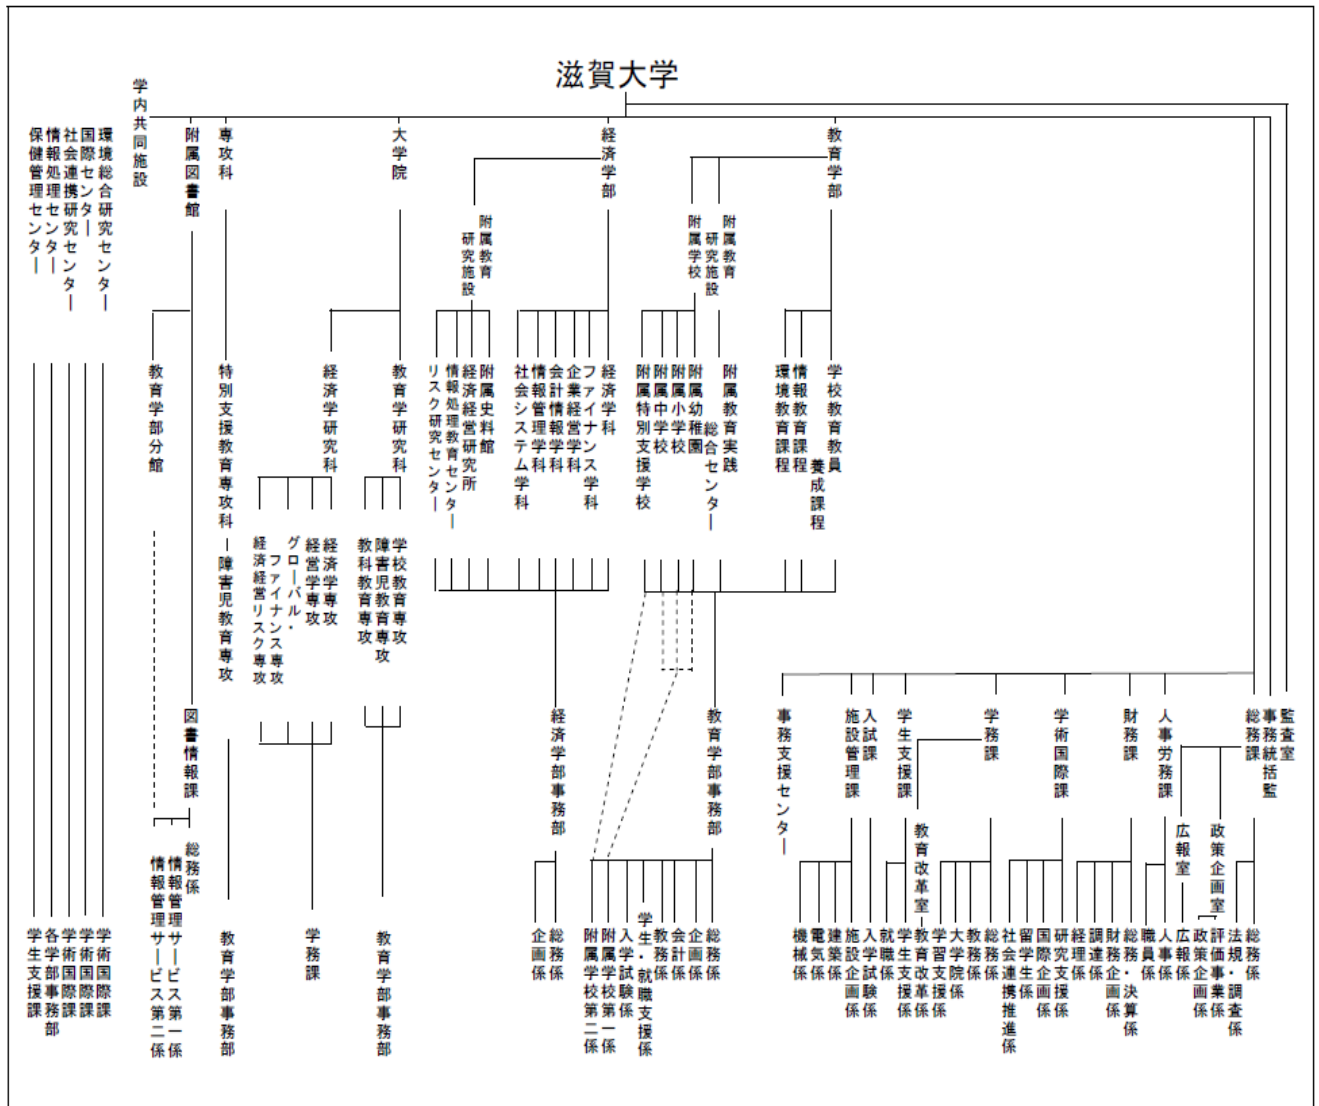 滋賀大学
教育学部
経済学部
大学院
専攻科
附属図書館
学内共同施設
環境総合研究センター
国際センター
社会連携研究センター
情報処理センター
保健管理センター
附属教育
研究施設
附属学校
附属教育
研究施設
学校教育教員
養成課程
情報教育課程
環境教育課程
附属教育実践
総合センター
附属幼稚園
附属小学校
附属中学校
附属特別支援学校
経済学科
ファイナンス学科
企業経営学科
会計情報学科
情報管理学科
社会システム学科
附属史料館
経済経営研究所
情報処理教育センター
リスク研究センター
教育学研究科
経済学研究科
特別支援教育専攻科
障害児教育専攻
教育学部分館
学校教育専攻
障害児教育専攻
教科教育専攻
経済学専攻
経営学専攻
グローバル・
ファイナンス専攻
経済経営リスク専攻
監査室
事務統括監
総務課
人事労務課
財務課
学術国際課
学務課
学生支援課
入試課
施設管理課
事務支援センター
教育学部事務部
経済学部事務部
図書情報課
政策企画室
広報室
教育改革室
総務係
法規・調査係
評価事業係
政策企画係
広報係
人事係
職員係
総務・決算係
財務企画係
調達係
経理係
研究支援係
国際企画係
留学生係
社会連携推進係
総務係
教務係
大学院係
学習支援係
教育改革係
学生支援係
就職係
入学試験係
施設企画係
建築係
電気係
機械係
総務係
企画係
会計係
教務係
学生・就職支援係
入学試験係
附属学校第一係
附属学校第二係
総務係
企画係
教育学部事務部
学務課
教育学部事務部
総務係
情報管理サービス第一係
情報管理サービス第二係
学術国際課
学術国際課
学術国際課
各学部事務部
学生支援課